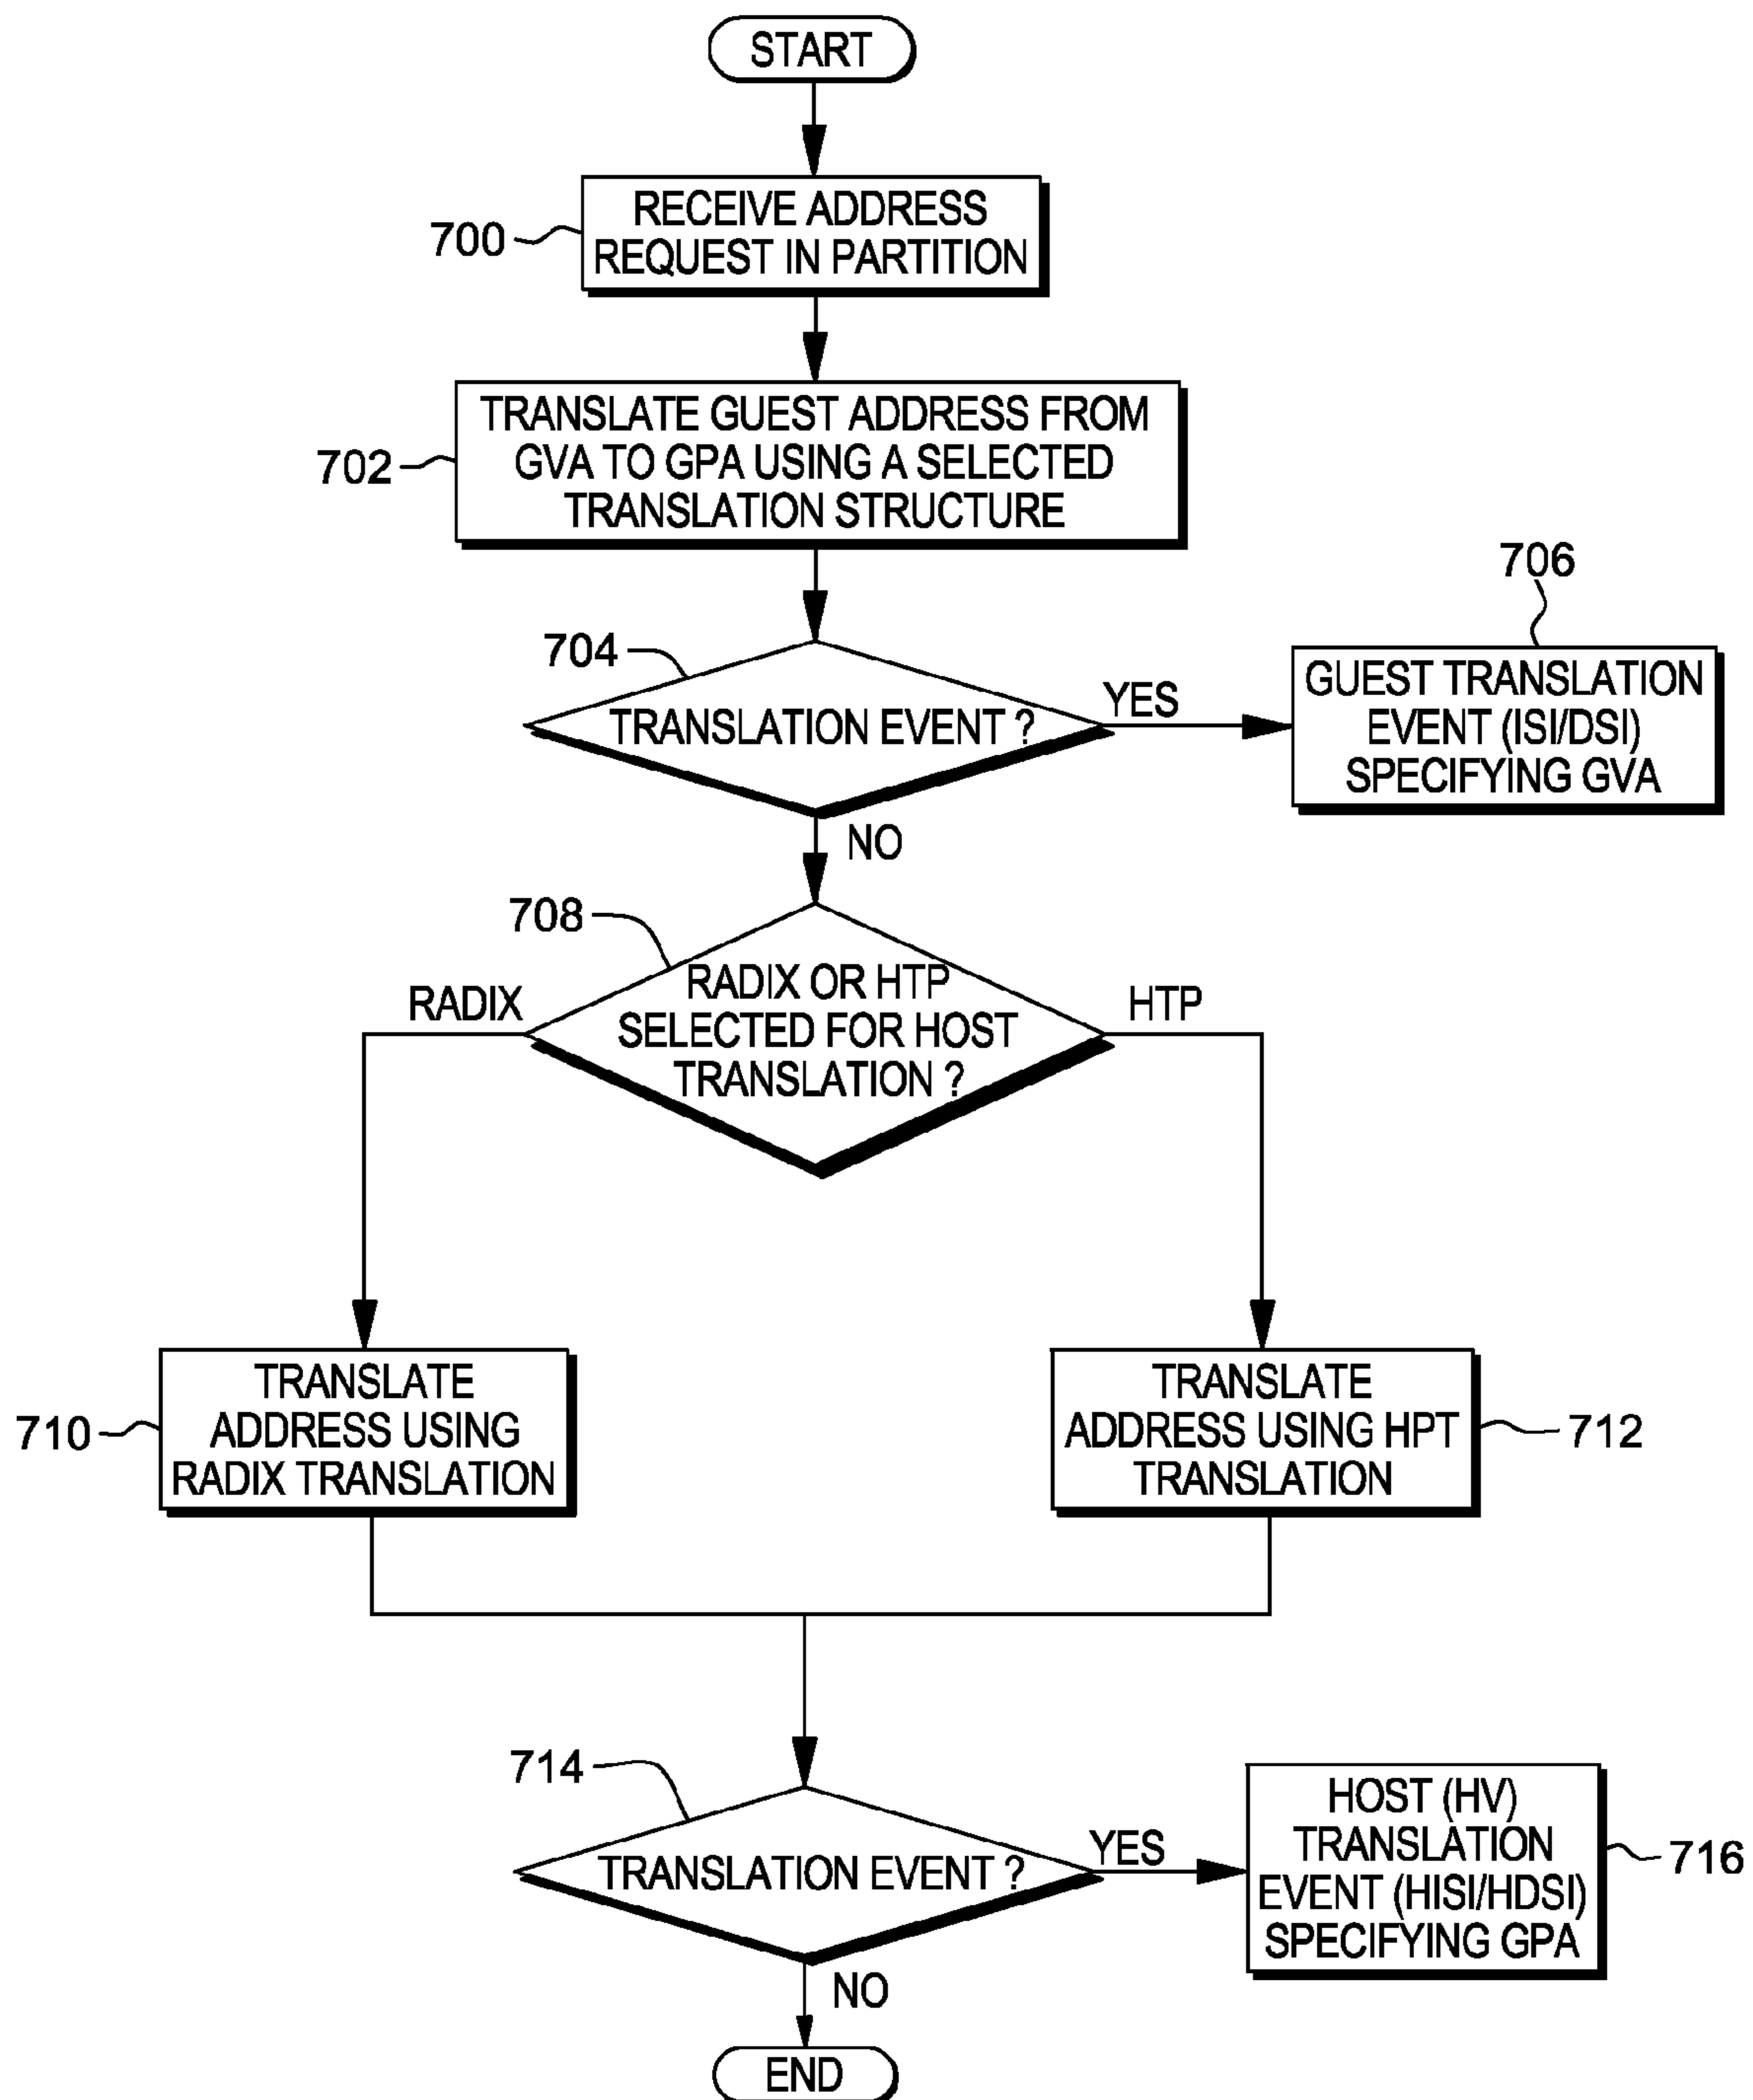 START
700
RECEIVE ADDRESS
REQUEST IN PARTITION
702
TRANSLATE GUEST ADDRESS FROM
GVA TO GPA USING A SELECTED
TRANSLATION STRUCTURE
704
TRANSLATION EVENT ?
YES
706
GUEST TRANSLATION
EVENT (ISI/DSI)
SPECIFYING GVA
NO
708
RADIX OR HTP
SELECTED FOR HOST
TRANSLATION ?
RADIX
HTP
710
TRANSLATE
ADDRESS USING
RADIX TRANSLATION
TRANSLATE
ADDRESS USING HPT
TRANSLATION
712
714
TRANSLATION EVENT ?
YES
HOST (HV)
TRANSLATION
EVENT (HISI/HDSI)
SPECIFYING GPA
716
NO
END